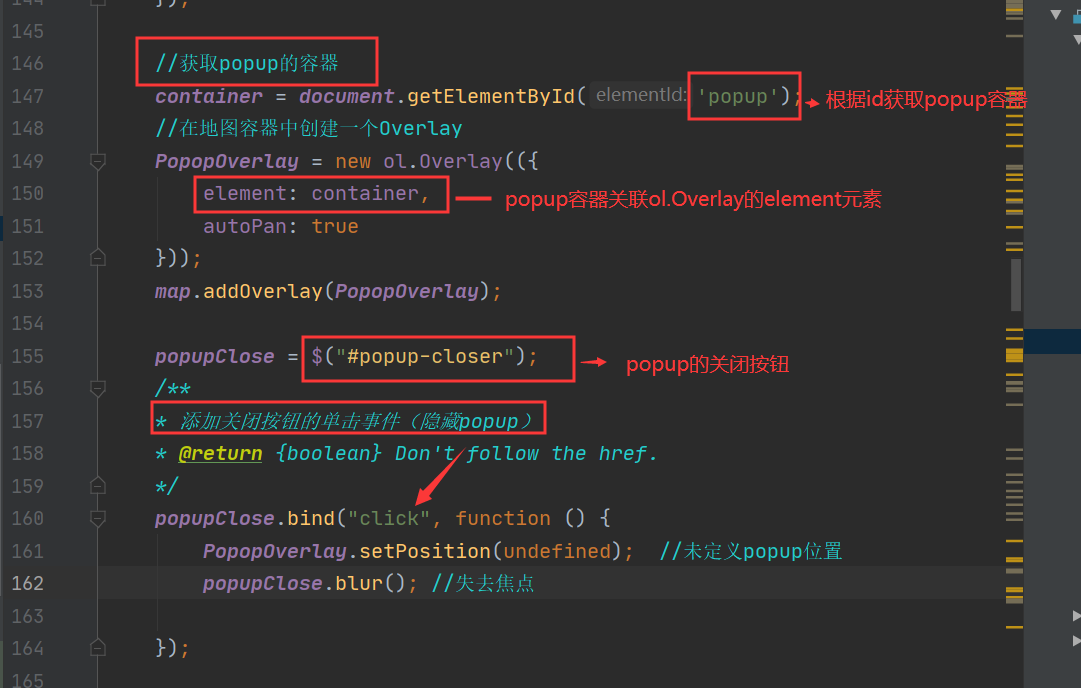 144 });
145
146 //获取popup的容器
147 container = document.getElementById( elementId: 'popup'); 根据id获取popup容器
148 //在地图容器中创建一个Overlay
149 PopopOverlay = new ol.Overlay(({
150 element: container, popup容器关联ol.Overlay的element元素
151 autoPan: true
152 }));
153 map.addOverlay(PopopOverlay);
154
155 popupClose = $("#popup-closer"); popup的关闭按钮
156 /**
157 * 添加关闭按钮的单击事件（隐藏popup）
158 * @return {boolean} Don't follow the href.
159 */
160 popupClose.bind("click", function () {
161 PopopOverlay.setPosition(undefined); //未定义popup位置
162 popupClose.blur(); //失去焦点
163
164 });
165